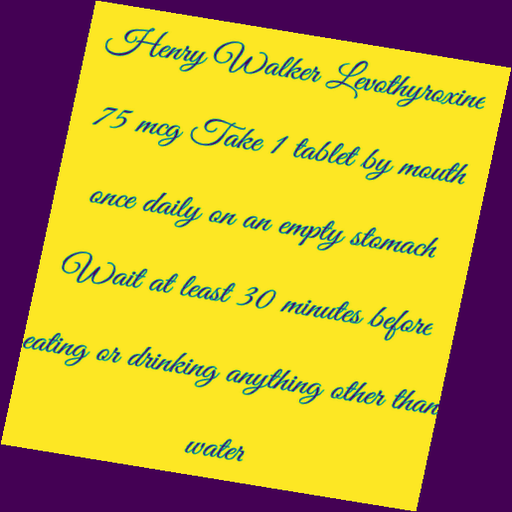 Henry Walker Levothyroxine
75 mcg Take 1 tablet by mouth
once daily on an empty stomach
Wait at least 30 minutes before
eating or drinking anything other than
water